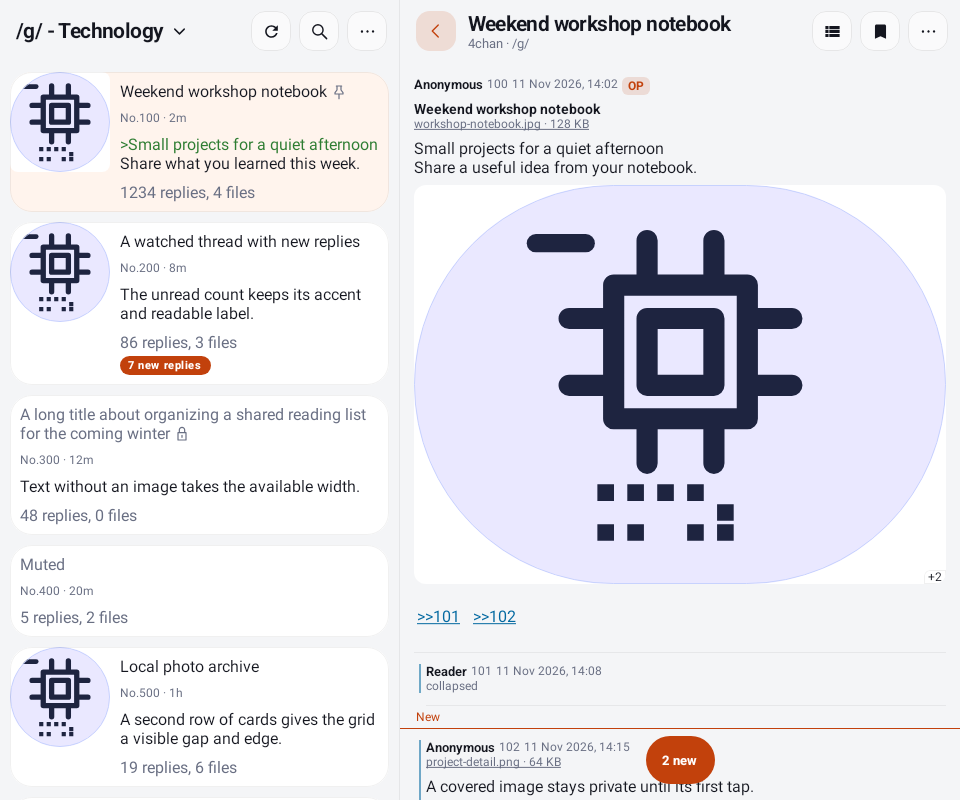 /g/ - Technology
Weekend workshop notebook
No.100 · 2m
>Small projects for a quiet afternoon
Share what you learned this week.
1234 replies, 4 files
A watched thread with new replies
No.200 · 8m
The unread count keeps its accent
and readable label.
86 replies, 3 files
7 new replies
A long title about organizing a shared reading list
for the coming winter
No.300 · 12m
Text without an image takes the available width.
48 replies, 0 files
Muted
No.400 · 20m
5 replies, 2 files
Local photo archive
No.500 · 1h
A second row of cards gives the grid
a visible gap and edge.
19 replies, 6 files
Weekend workshop notebook
4chan · /g/
Anonymous 100 11 Nov 2026, 14:02 OP
Weekend workshop notebook
workshop-notebook.jpg · 128 KB
Small projects for a quiet afternoon
Share a useful idea from your notebook.
+2
>>101 >>102
Reader 101 11 Nov 2026, 14:08
collapsed
New
Anonymous 102 11 Nov 2026, 14:15
project-detail.png · 64 KB
2 new
A covered image stays private until its first tap.